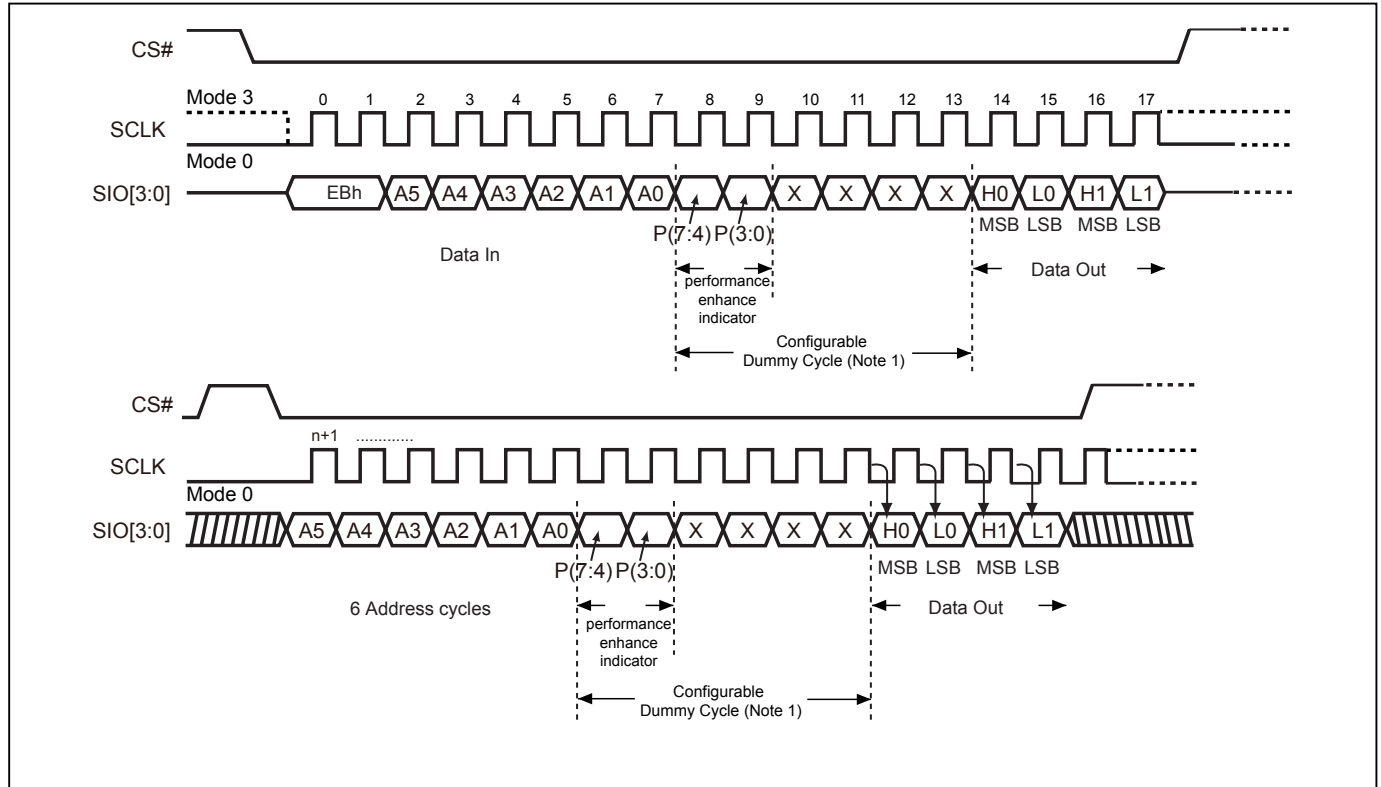 CS#
Mode 3
0 1 2 3 4 5 6 7 8 9 10 11 12 13 14 15 16 17
SCLK
Mode 0
SIO[3:0]
EBh A5 A4 A3 A2 A1 A0 X X X X H0 L0 H1 L1
MSB LSB MSB LSB
P(7:4) P(3:0)
Data In
Data Out
performance
enhance
indicator
Configurable
Dummy Cycle (Note 1)
CS#
n+1 .............
SCLK
Mode 0
SIO[3:0]
A5 A4 A3 A2 A1 A0 X X X X H0 L0 H1 L1
MSB LSB MSB LSB
P(7:4) P(3:0)
6 Address cycles
Data Out
performance
enhance
indicator
Configurable
Dummy Cycle (Note 1)